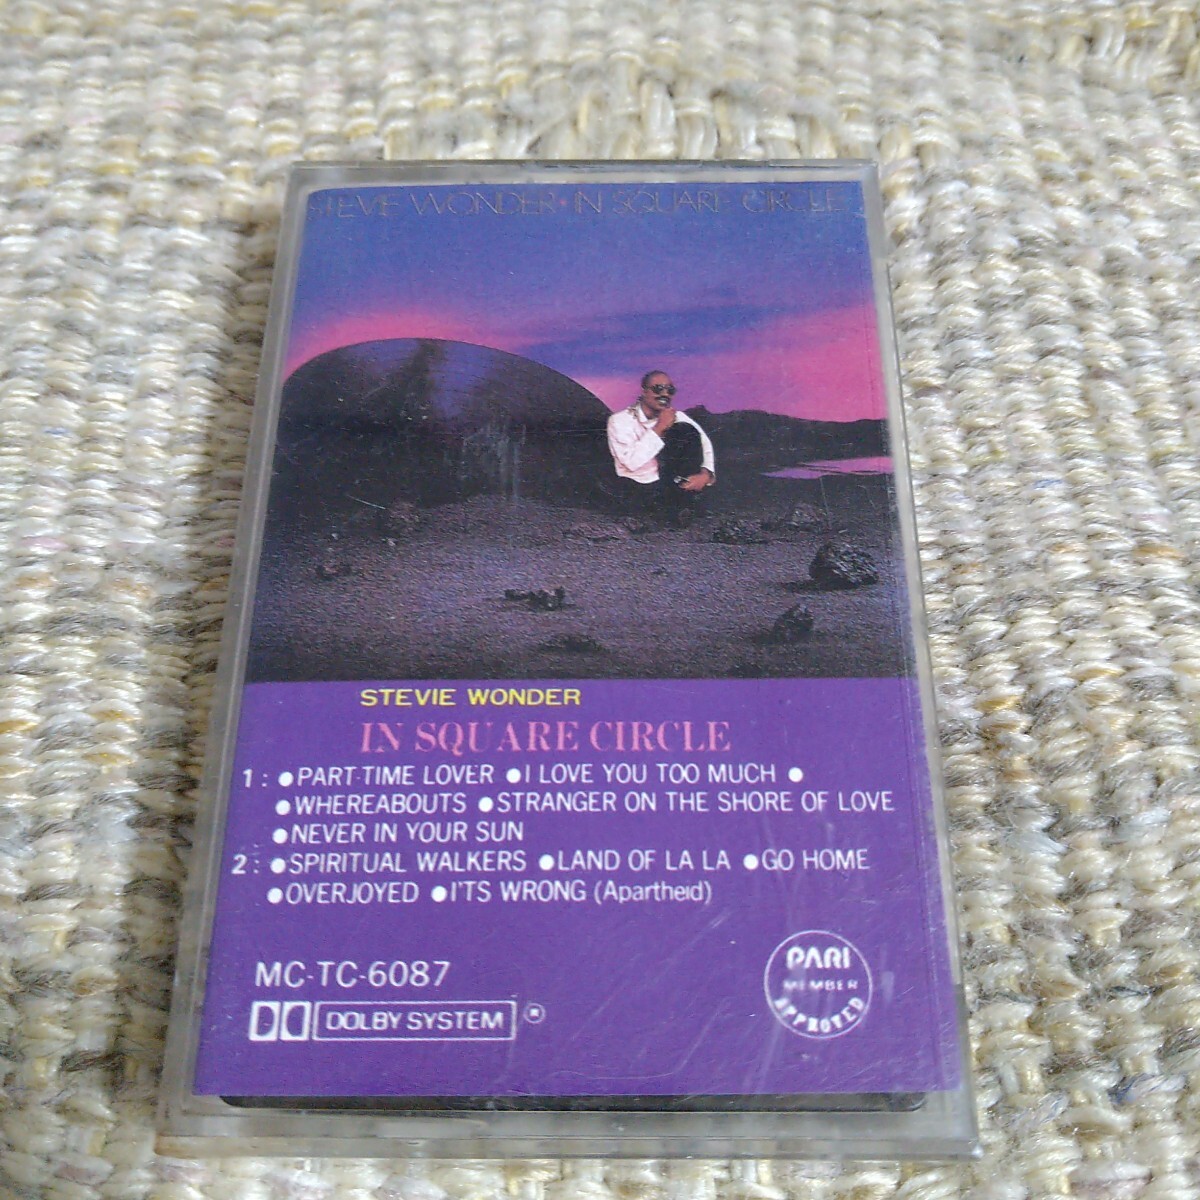 STEVIE WONDER • IN SQUARE CIRCLE
STEVIE WONDER
IN SQUARE CIRCLE
1: ●PART-TIME LOVER ●I LOVE YOU TOO MUCH ●
●WHEREABOUTS ●STRANGER ON THE SHORE OF LOVE
●NEVER IN YOUR SUN
2: ●SPIRITUAL WALKERS ●LAND OF LA LA ●GO HOME
●OVERJOYED ●I'TS WRONG (Apartheid)
MC-TC-6087
DOLBY SYSTEM ®
PARI
MEMBER
APPROVED